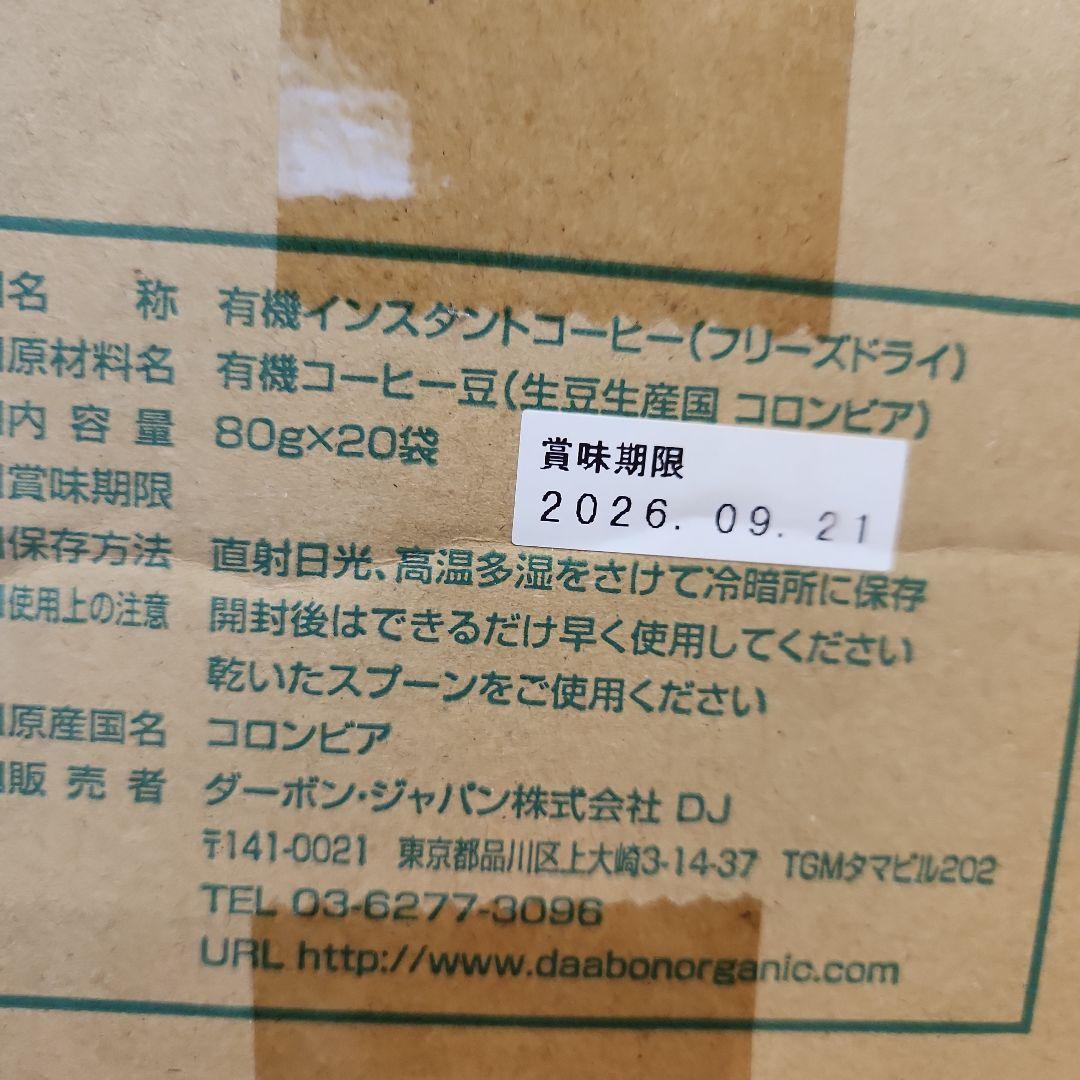 名 称 有機インスタントコーヒー(フリーズドライ)
原材料名 有機コーヒー豆(生豆生産国 コロンビア)
内容量 80g×20袋
賞味期限
賞味期限
2026. 09. 21
保存方法 直射日光、高温多湿をさけて冷暗所に保存
使用上の注意 開封後はできるだけ早く使用してください
乾いたスプーンをご使用ください
原産国名 コロンビア
販売者 ダーボン・ジャパン株式会社 DJ
〒141-0021 東京都品川区上大崎3-14-37 TGMタマビル202
TEL 03-6277-3096
URL http://www.daabonorganic.com